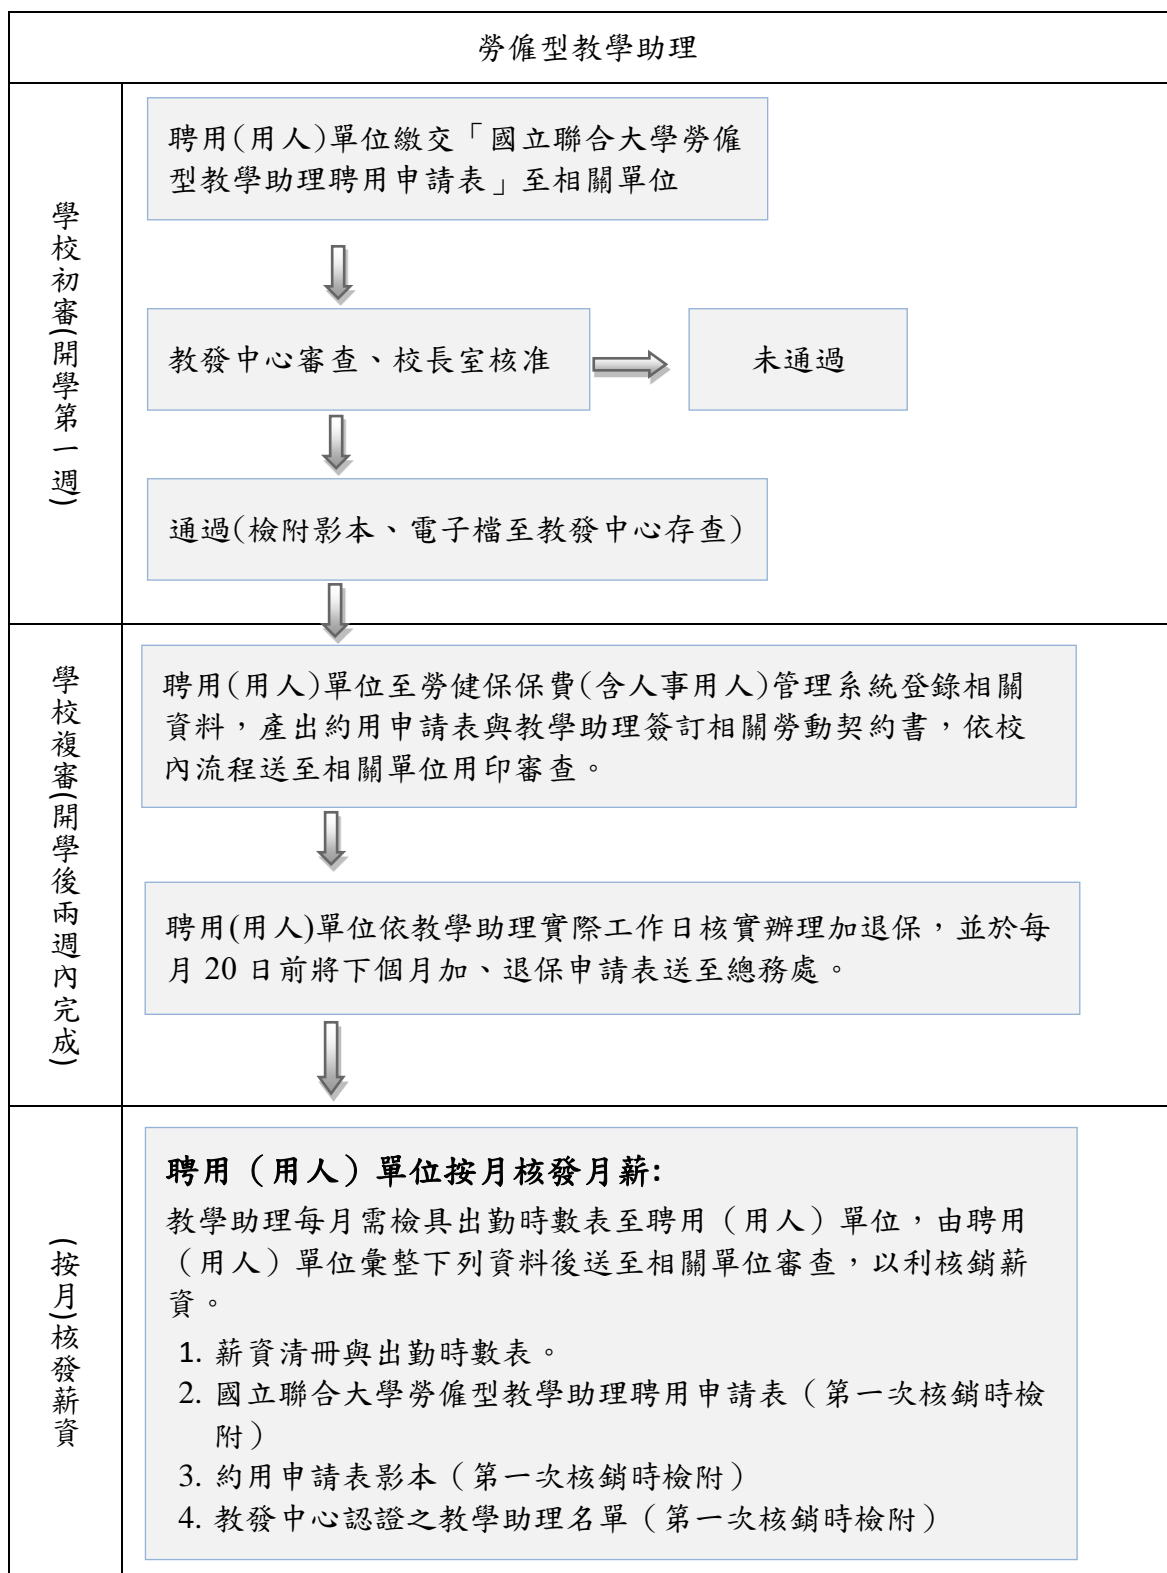 勞僱型教學助理
學校初審(開學第一週)
聘用(用人)單位繳交「國立聯合大學勞僱
型教學助理聘用申請表」至相關單位
教發中心審查、校長室核准
未通過
通過(檢附影本、電子檔至教發中心存查)
學校複審(開學後兩週內完成)
聘用(用人)單位至勞健保保費(含人事用人)管理系統登錄相關
資料，產出約用申請表與教學助理簽訂相關勞動契約書，依校
內流程送至相關單位用印審查。
聘用(用人)單位依教學助理實際工作日核實辦理加退保，並於每
月 20 日前將下個月加、退保申請表送至總務處。
(按月)核發薪資
聘用（用人）單位按月核發月薪:
教學助理每月需檢具出勤時數表至聘用（用人）單位，由聘用
（用人）單位彙整下列資料後送至相關單位審查，以利核銷薪
資。
1. 薪資清冊與出勤時數表。
2. 國立聯合大學勞僱型教學助理聘用申請表（第一次核銷時檢
附）
3. 約用申請表影本（第一次核銷時檢附）
4. 教發中心認證之教學助理名單（第一次核銷時檢附）